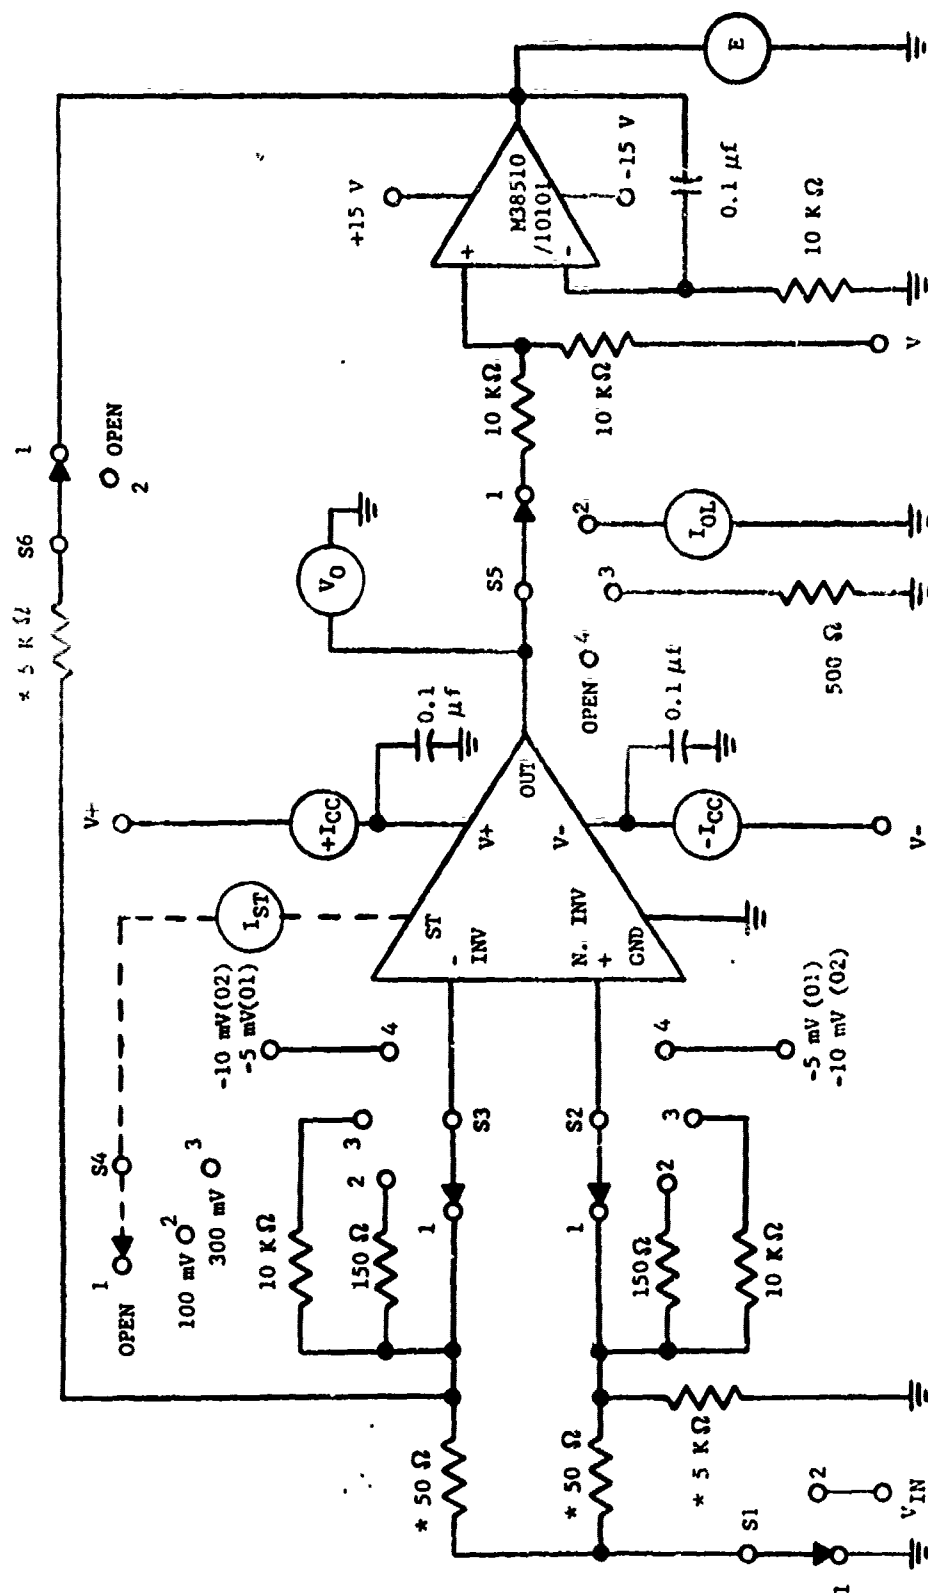 * 5 K Ω
S6
1
OPEN
2
V+
+ICC
0.1
μf
IST
S4
1
OPEN
100 mV
2
300 mV
3
-10 mV(02)
-5 mV(01)
4
10 K Ω
3
150 Ω
2
S3
1
* 50 Ω
ST
-
INV
V+
OUT
V-
N. INV
+
GND
S2
1
* 50 Ω
150Ω
2
3
10 KΩ
* 5 KΩ
4
-5 mV (01)
-10 mV (02)
S1
1
2
VIN
VO
S5
1
10 KΩ
10 KΩ
OPEN
4
3
2
IOL
500 Ω
0.1 μf
-ICC
V-
+15 V
+
-
M38510
/10101
-15 V
0.1 μf
10 K Ω
V
E